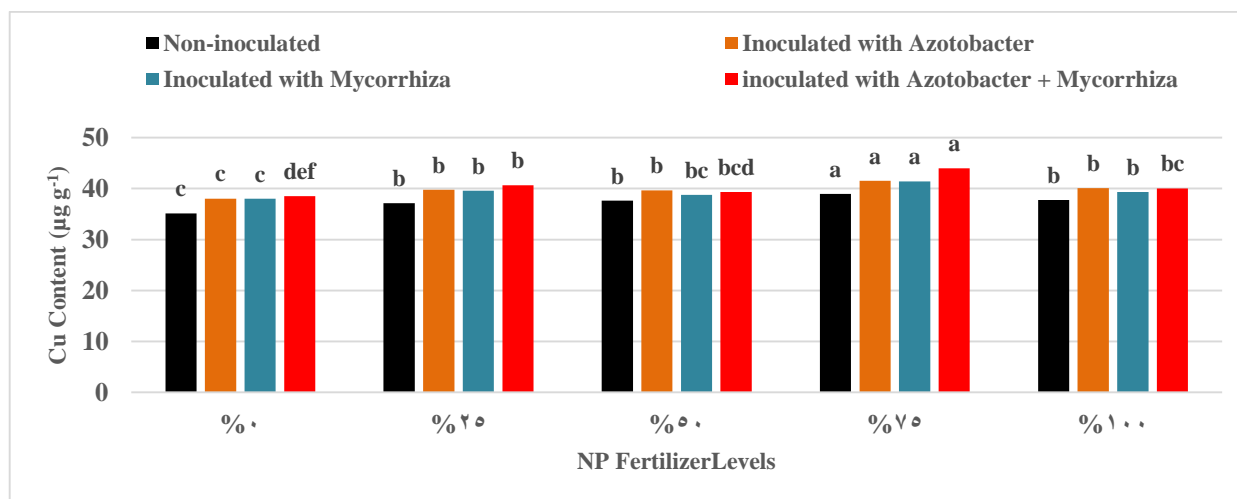 Non-inoculated
Inoculated with Azotobacter
Inoculated with Mycorrhiza
inoculated with Azotobacter + Mycorrhiza
Cu Content (µg g⁻¹)
50
40
30
20
10
0
c c c def
b b b b
b b bc bcd
a a a a
b b b bc
%٠ %٢٥ %٥٠ %٧٥ %١٠٠
NP FertilizerLevels